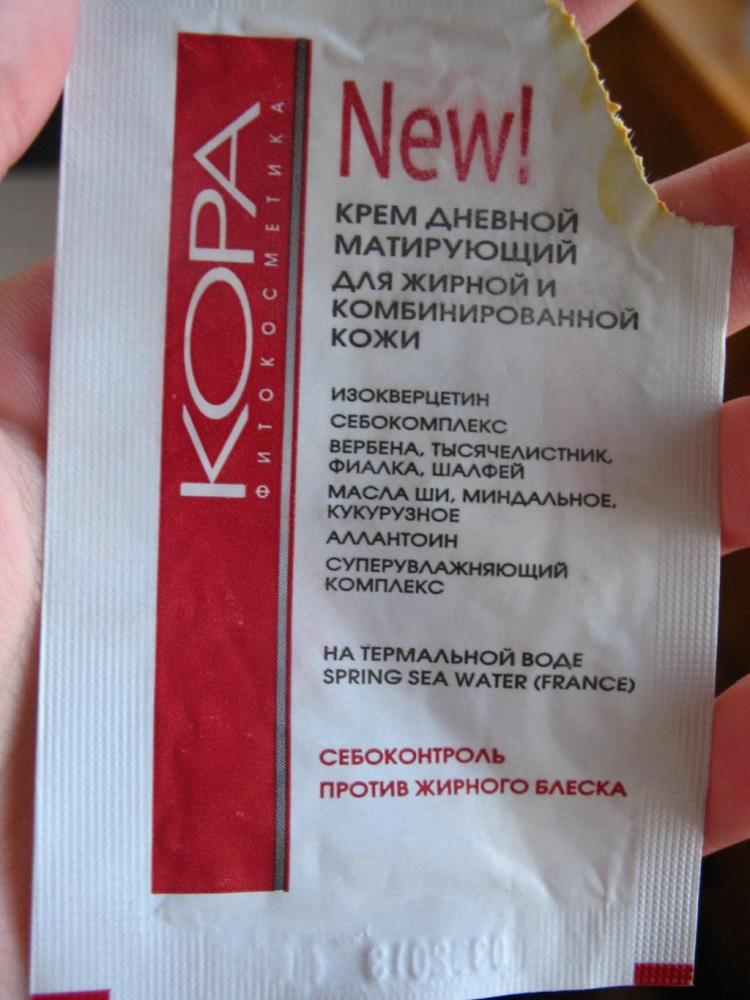 КОРА
ФИТОКОСМЕТИКА
New!
КРЕМ ДНЕВНОЙ
МАТИРУЮЩИЙ
ДЛЯ ЖИРНОЙ И
КОМБИНИРОВАННОЙ
КОЖИ
ИЗОКВЕРЦЕТИН
СЕБОКОМПЛЕКС
ВЕРБЕНА, ТЫСЯЧЕЛИСТНИК,
ФИАЛКА, ШАЛФЕЙ
МАСЛА ШИ, МИНДАЛЬНОЕ,
КУКУРУЗНОЕ
АЛЛАНТОИН
СУПЕРУВЛАЖНЯЮЩИЙ
КОМПЛЕКС
НА ТЕРМАЛЬНОЙ ВОДЕ
SPRING SEA WATER (FRANCE)
СЕБОКОНТРОЛЬ
ПРОТИВ ЖИРНОГО БЛЕСКА